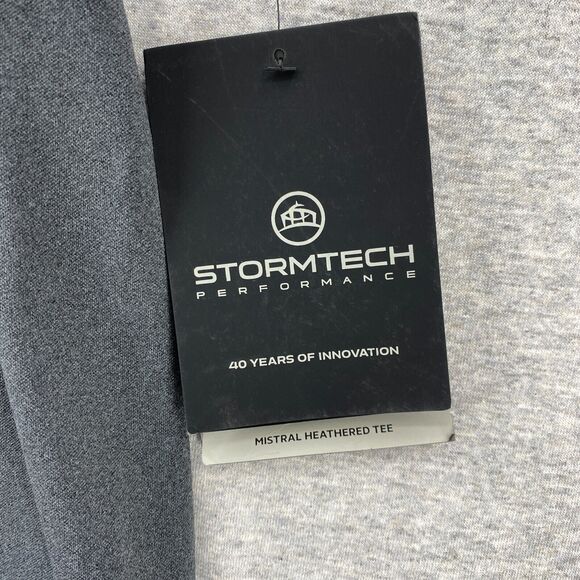 STORMTECH
PERFORMANCE
40 YEARS OF INNOVATION
MISTRAL HEATHERED TEE